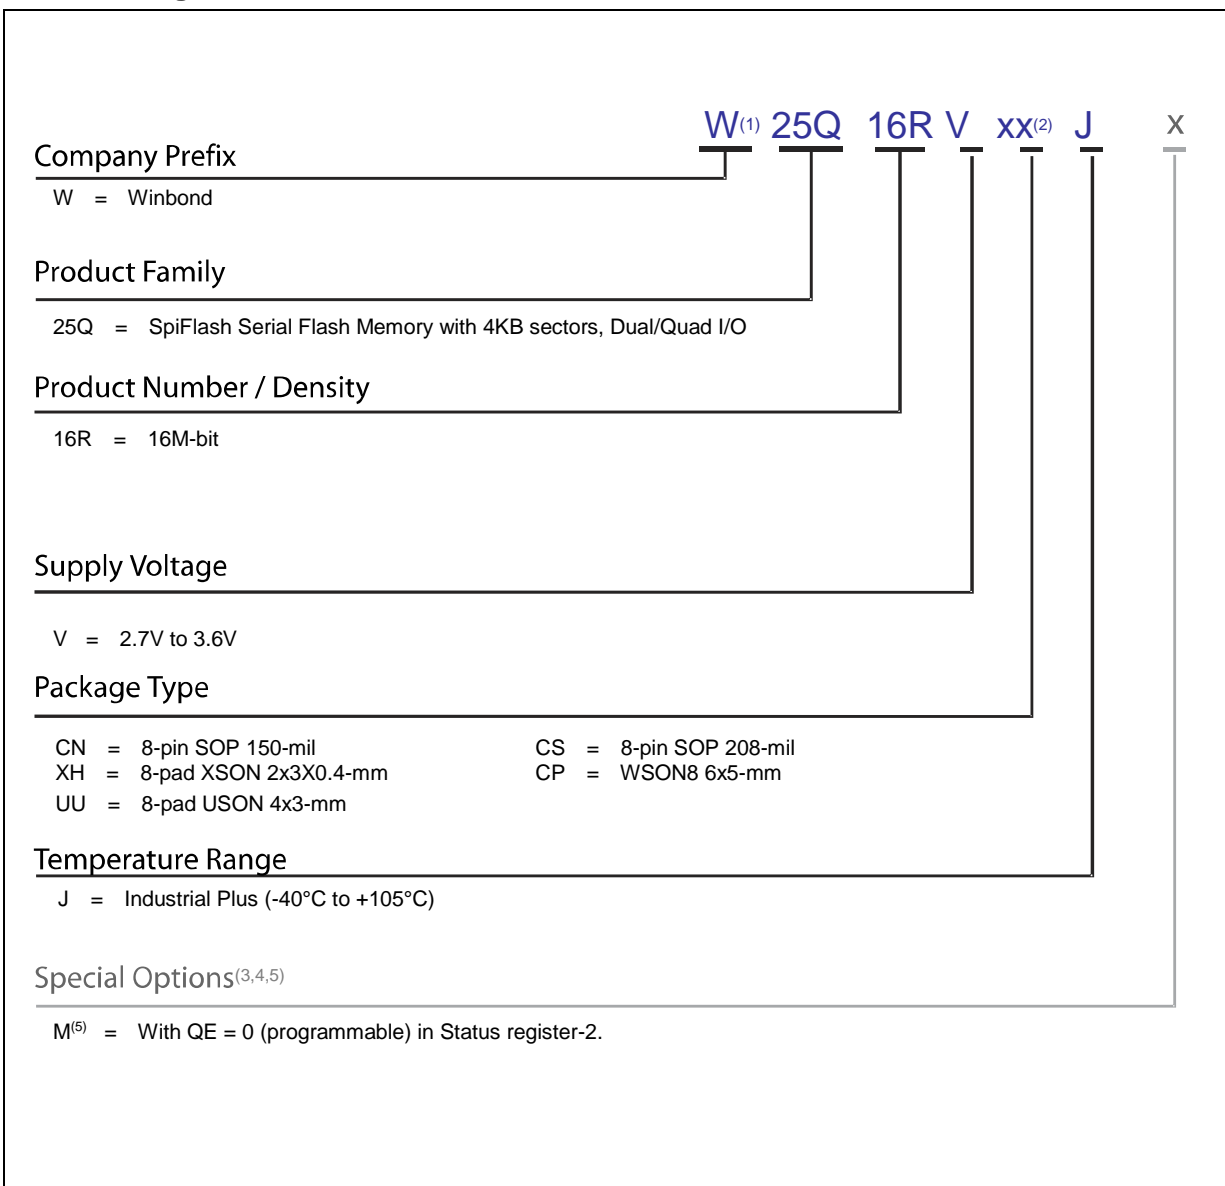 W(1) 25Q 16R V xx(2) J x
Company Prefix
W = Winbond
Product Family
25Q = SpiFlash Serial Flash Memory with 4KB sectors, Dual/Quad I/O
Product Number / Density
16R = 16M-bit
Supply Voltage
V = 2.7V to 3.6V
Package Type
CN = 8-pin SOP 150-mil CS = 8-pin SOP 208-mil
XH = 8-pad XSON 2x3X0.4-mm CP = WSON8 6x5-mm
UU = 8-pad USON 4x3-mm
Temperature Range
J = Industrial Plus (-40°C to +105°C)
Special Options(3,4,5)
M(5) = With QE = 0 (programmable) in Status register-2.